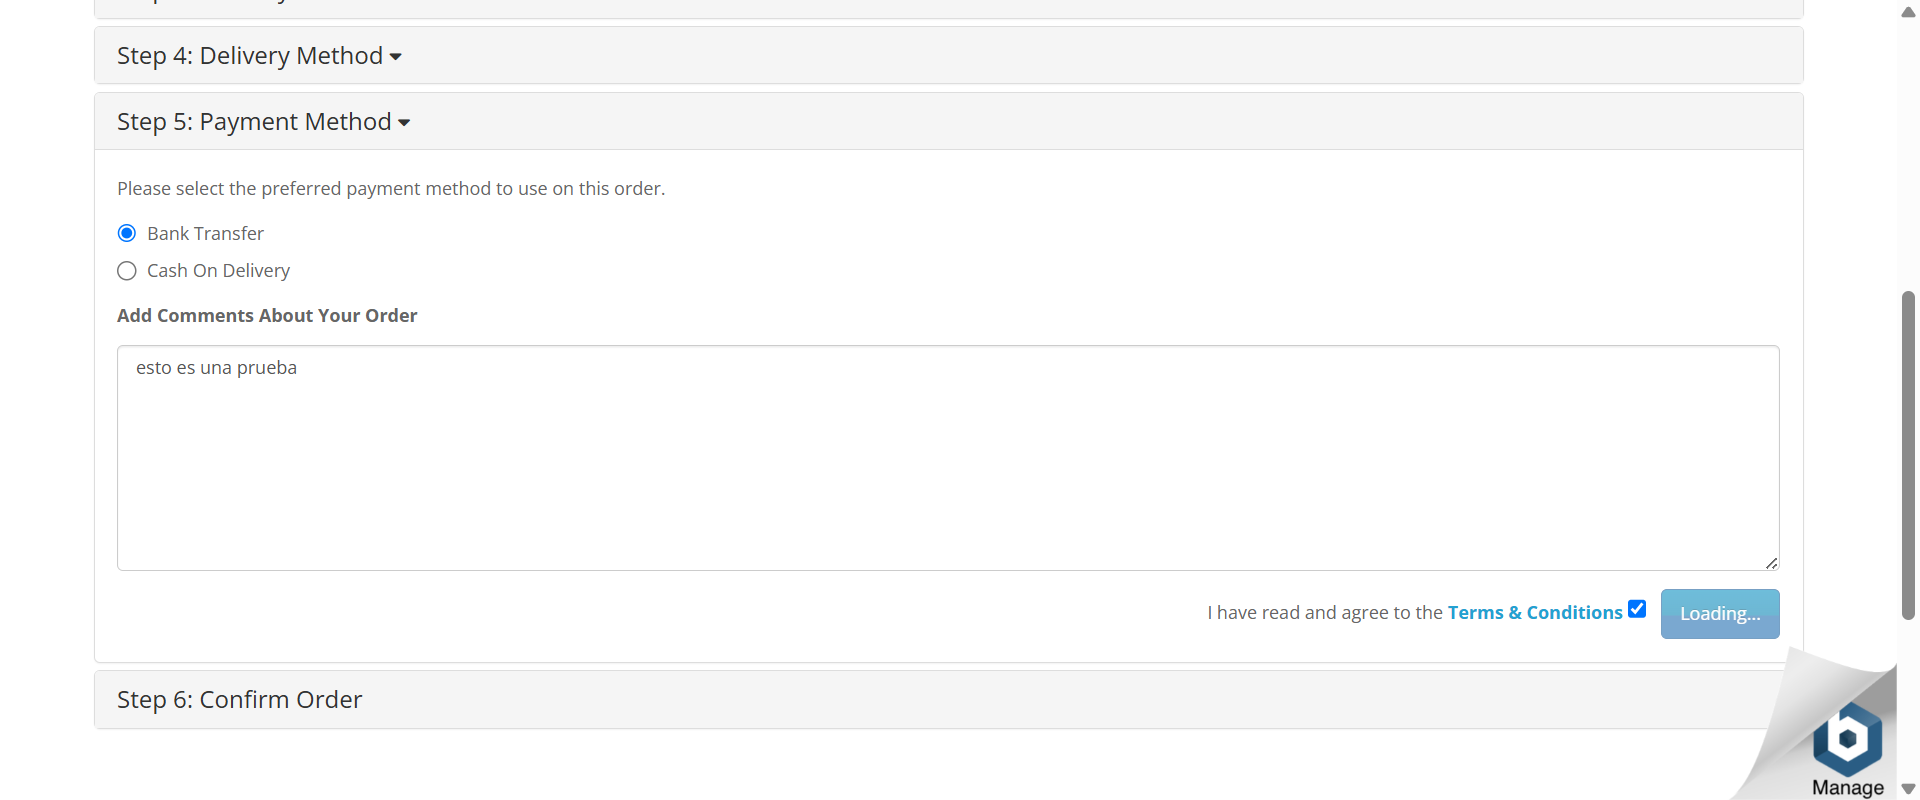 Step 4: Delivery Method
Step 5: Payment Method
Please select the preferred payment method to use on this order.
Bank Transfer
Cash On Delivery
Add Comments About Your Order
esto es una prueba
I have read and agree to the Terms & Conditions
Loading...
Step 6: Confirm Order
b
Manage